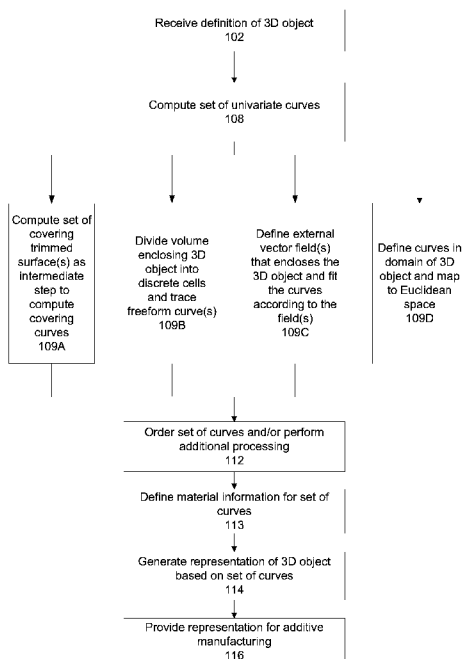 Receive definition of 3D object
102
Compute set of univariate curves
108
Compute set of
covering
trimmed
surface(s) as
intermediate
step to
compute
covering
curves
109A
Divide volume
enclosing 3D
object into
discrete cells
and trace
freeform curve(s)
109B
Define external
vector field(s)
that encloses
the 3D object and fit
the curves
according to the
field(s)
109C
Define curves in
domain of 3D
object and map
to Euclidean
space
109D
Order set of curves and/or perform
additional processing
112
Define material information for set of
curves
113
Generate representation of 3D object
based on set of curves
114
Provide representation for additive
manufacturing
116